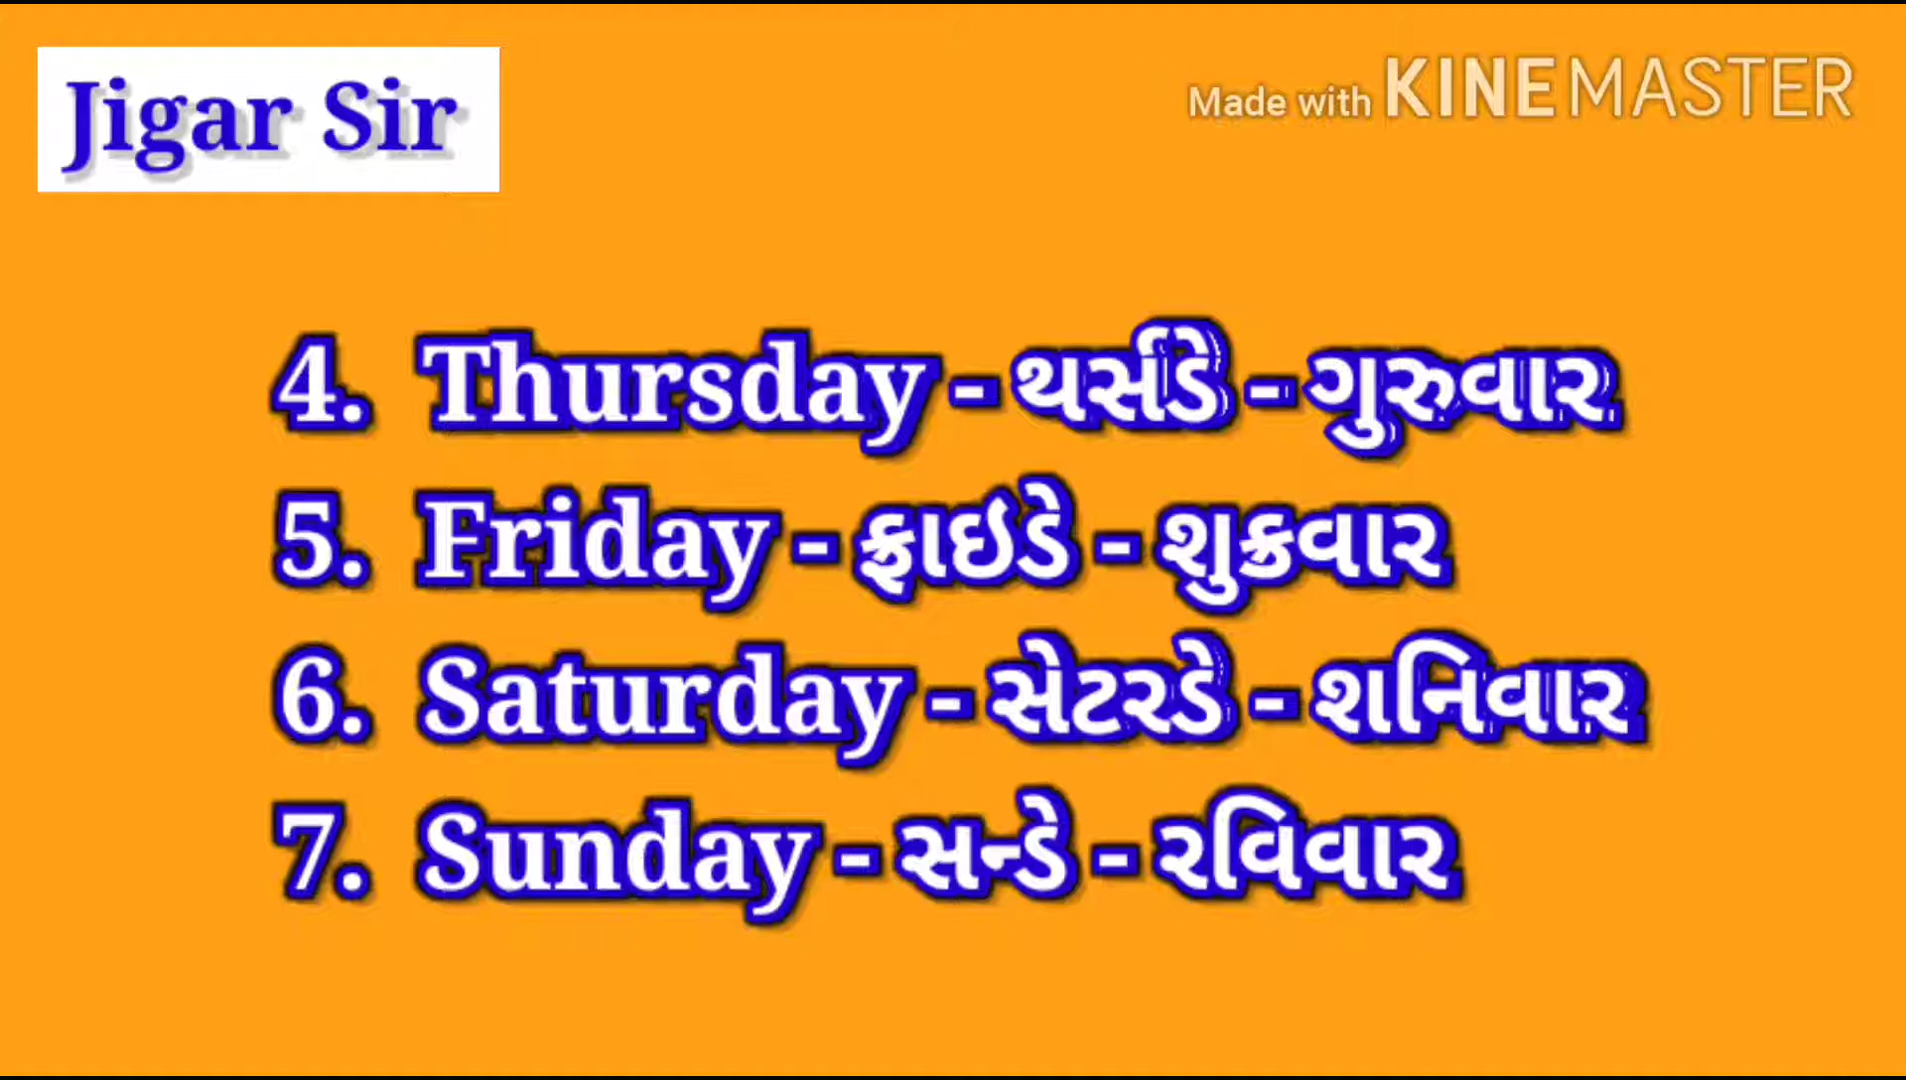 Jigar Sir
Made with KINEMASTER
4. Thursday - થર્સડે - ગુરુવાર
5. Friday - ફ્રાઇડે - શુક્રવાર
6. Saturday - સેટરડે - શનિવાર
7. Sunday - સન્ડે - રવિવાર